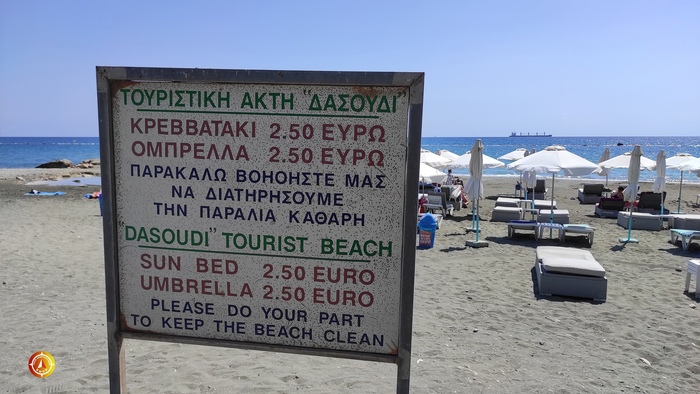 ΤΟΥΡΙΣΤΙΚΗ ΑΚΤΗ "ΔΑΣΟΥΔΙ"
ΚΡΕΒΒΑΤΑΚΙ 2.50 ΕΥΡΩ
ΟΜΠΡΕΛΛΑ 2.50 ΕΥΡΩ
ΠΑΡΑΚΑΛΩ ΒΟΗΟΗΣΤΕ ΜΑΣ
ΝΑ ΔΙΑΤΗΡΗΣΟΥΜΕ
ΤΗΝ ΠΑΡΑΛΙΑ ΚΑΘΑΡΗ
"DASOUDI" TOURIST BEACH
SUN BED 2.50 EURO
UMBRELLA 2.50 EURO
PLEASE DO YOUR PART
TO KEEP THE BEACH CLEAN